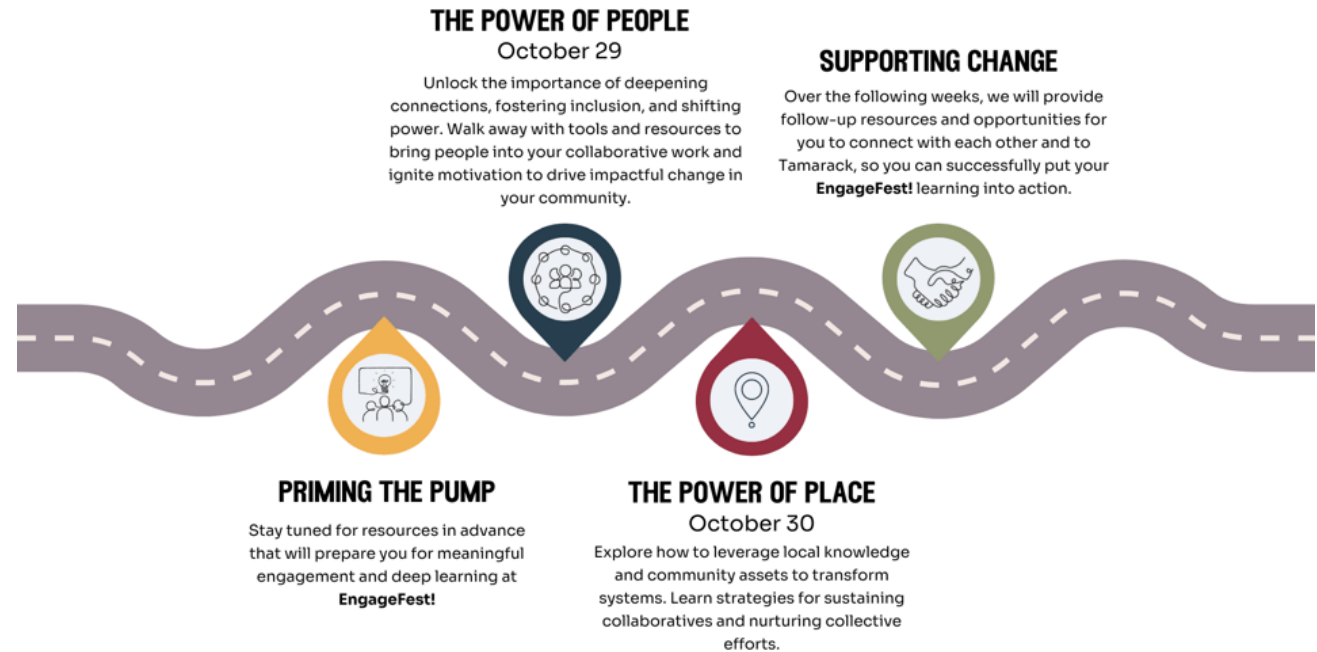 THE POWER OF PEOPLE
October 29
Unlock the importance of deepening
connections, fostering inclusion, and shifting
power. Walk away with tools and resources to
bring people into your collaborative work and
ignite motivation to drive impactful change in
your community.
SUPPORTING CHANGE
Over the following weeks, we will provide
follow-up resources and opportunities for
you to connect with each other and to
Tamarack, so you can successfully put your
EngageFest! learning into action.
PRIMING THE PUMP
Stay tuned for resources in advance
that will prepare you for meaningful
engagement and deep learning at
EngageFest!
THE POWER OF PLACE
October 30
Explore how to leverage local knowledge
and community assets to transform
systems. Learn strategies for sustaining
collaboratives and nurturing collective
efforts.